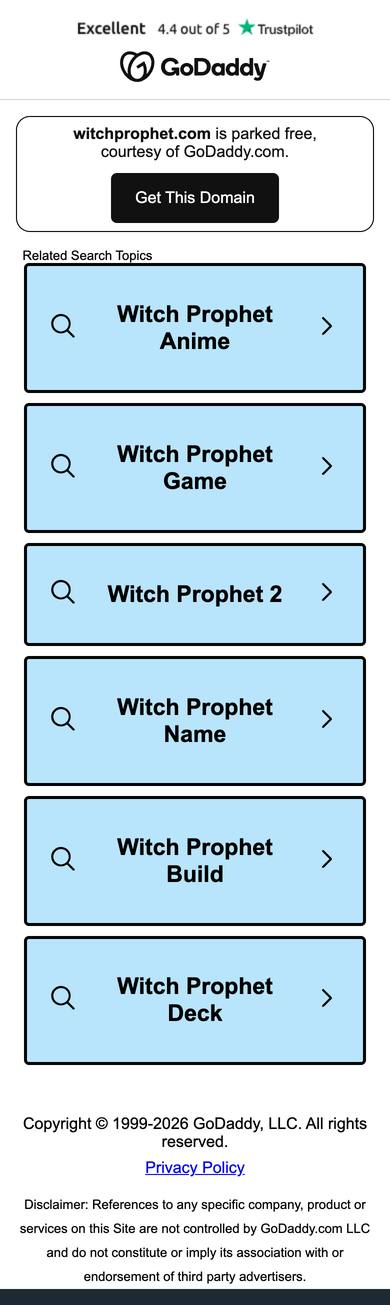 Excellent 4.4 out of 5 Trustpilot
GoDaddy
witchprophet.com is parked free,
courtesy of GoDaddy.com.
Get This Domain
Related Search Topics
Witch Prophet
Anime
Witch Prophet
Game
Witch Prophet 2
Witch Prophet
Name
Witch Prophet
Build
Witch Prophet
Deck
Copyright © 1999-2026 GoDaddy, LLC. All rights
reserved.
Privacy Policy
Disclaimer: References to any specific company, product or
services on this Site are not controlled by GoDaddy.com LLC
and do not constitute or imply its association with or
endorsement of third party advertisers.